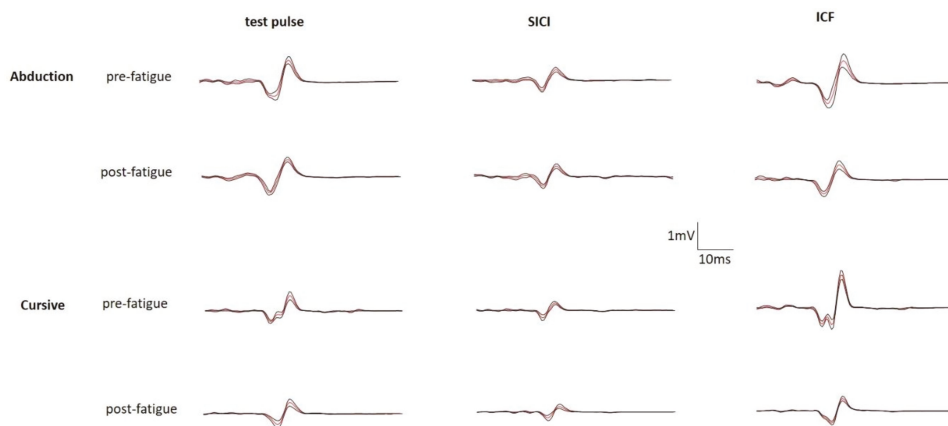 test pulse SICI ICF
Abduction pre-fatigue
post-fatigue
1mV
10ms
Cursive pre-fatigue
post-fatigue